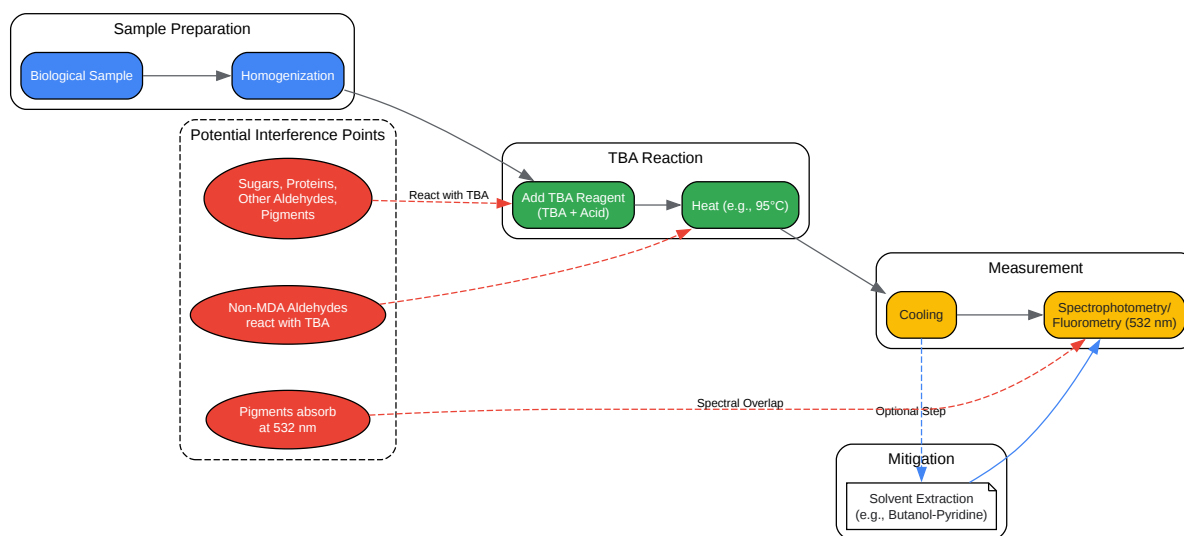 Sample Preparation
Biological Sample
Homogenization
Potential Interference Points
Sugars, Proteins,
Other Aldehydes,
Pigments
React with TBA
TBA Reaction
Add TBA Reagent
(TBA + Acid)
Heat (e.g., 95°C)
Non-MDA Aldehydes
react with TBA
Measurement
Cooling
Spectrophotometry/
Fluorometry (532 nm)
Pigments absorb
at 532 nm
Spectral Overlap
Optional Step
Mitigation
Solvent Extraction
(e.g., Butanol-Pyridine)